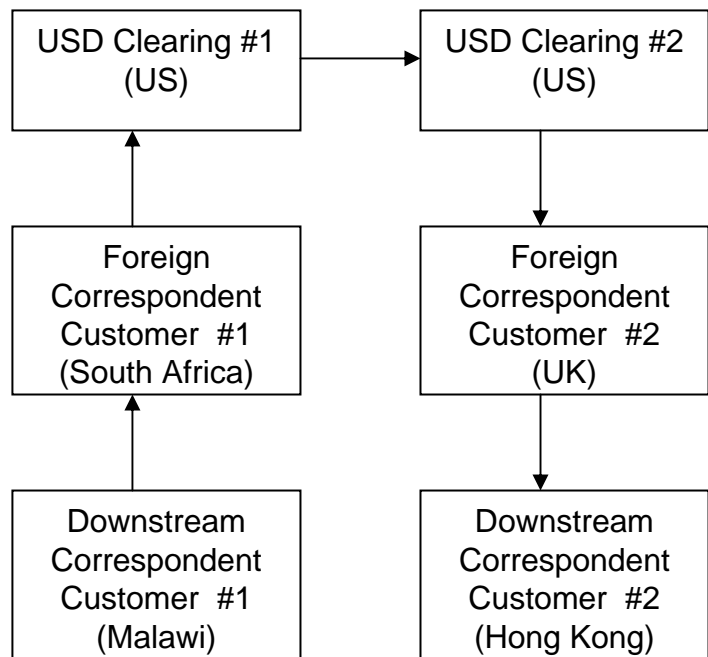 USD Clearing #1
(US)
USD Clearing #2
(US)
Foreign
Correspondent
Customer #1
(South Africa)
Foreign
Correspondent
Customer #2
(UK)
Downstream
Correspondent
Customer #1
(Malawi)
Downstream
Correspondent
Customer #2
(Hong Kong)